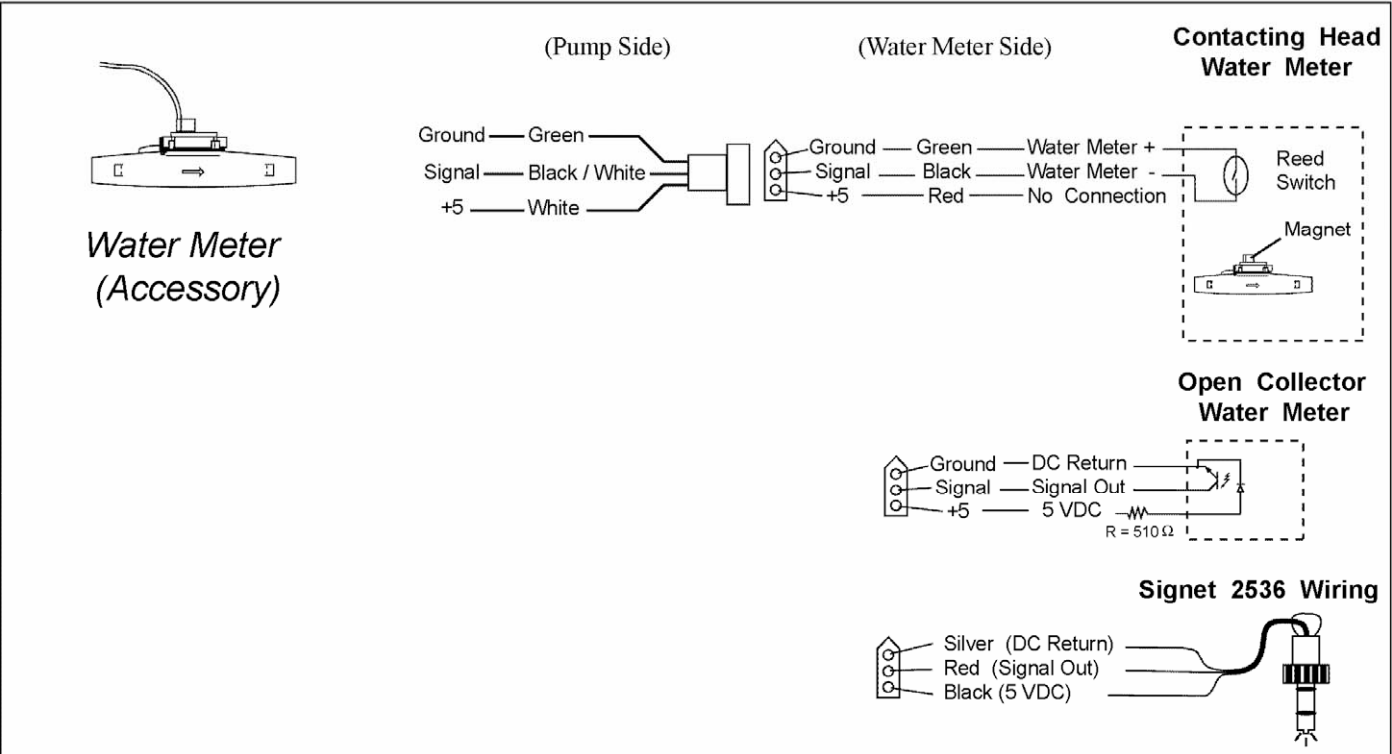 (Pump Side)
(Water Meter Side)
Contacting Head
Water Meter
Ground Green
Signal Black / White
+5 White
Ground Green Water Meter +
Signal Black Water Meter -
+5 Red No Connection
Reed
Switch
Magnet
Water Meter
(Accessory)
Open Collector
Water Meter
Ground DC Return
Signal Signal Out
+5 5 VDC
R = 510 Ω
Signet 2536 Wiring
Silver (DC Return)
Red (Signal Out)
Black (5 VDC)